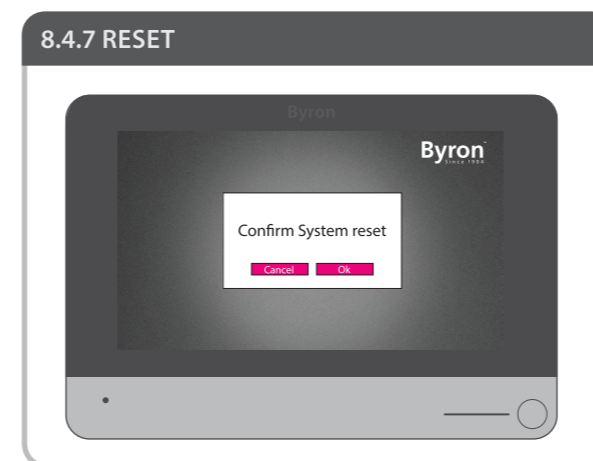 8.4.7 RESET
Byron
Byron
Since 1904
Confirm System reset
Cancel Ok